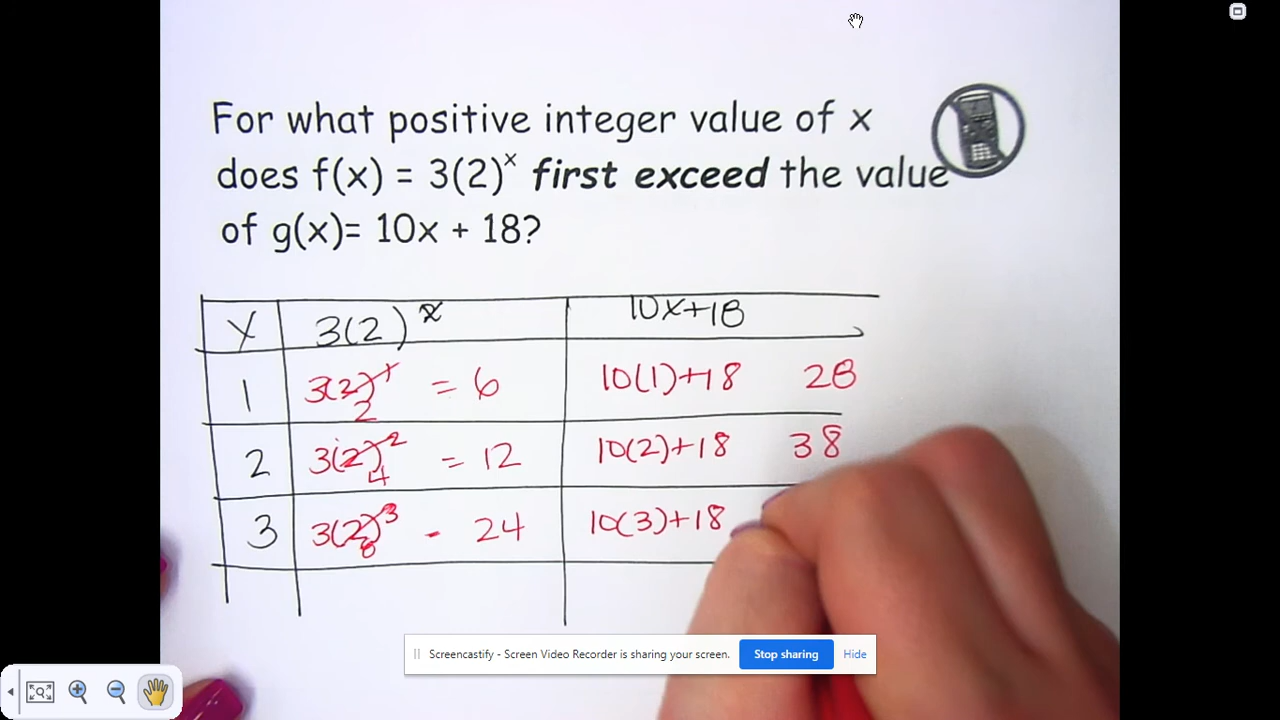 For what positive integer value of x
does f(x) = 3(2)^x first exceed the value
of g(x)= 10x + 18?
x 3(2)^x 10x+18
1 3(2)^1 = 6 10(1)+18 28
2
2 3(2)^2 = 12 10(2)+18 38
4
3 3(2)^3 - 24 10(3)+18
8
Screencastify - Screen Video Recorder is sharing your screen. Stop sharing Hide